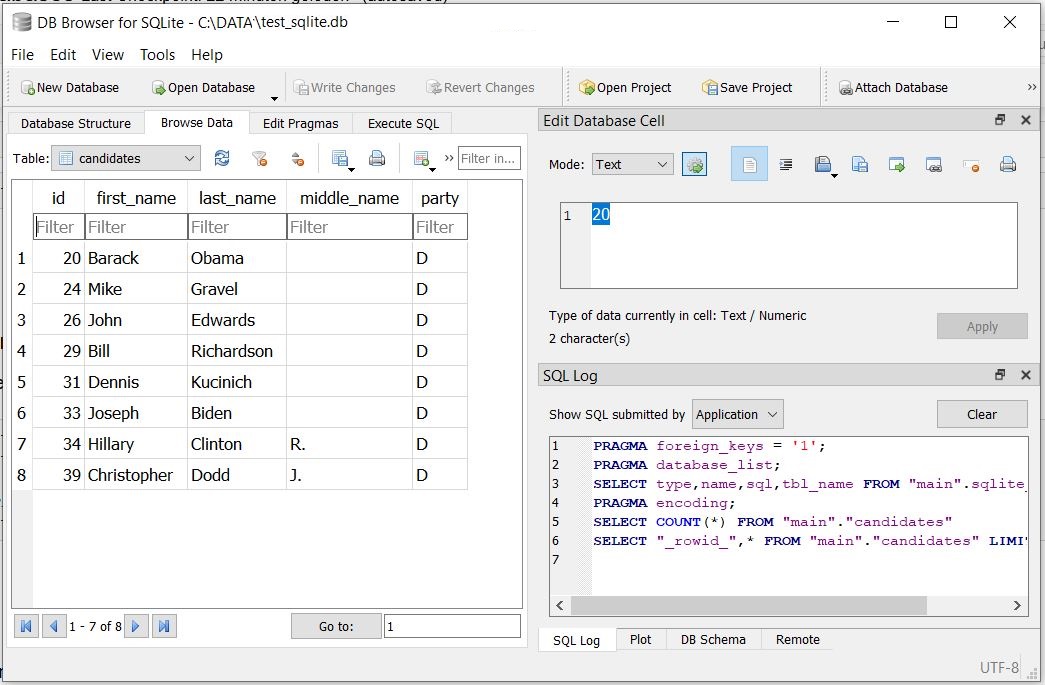 DB Browser for SQLite - C:\DATA'\test_sqlite.db
File Edit View Tools Help
New Database Open Database Write Changes Revert Changes Open Project Save Project Attach Database »
Database Structure Browse Data Edit Pragmas Execute SQL
Table: candidates » Filter in...
id first_name last_name middle_name party
Filter Filter Filter Filter Filter
1 20 Barack Obama D
2 24 Mike Gravel D
3 26 John Edwards D
4 29 Bill Richardson D
5 31 Dennis Kucinich D
6 33 Joseph Biden D
7 34 Hillary Clinton R. D
8 39 Christopher Dodd J. D
1 - 7 of 8 Go to: 1
Edit Database Cell
Mode: Text
1 20
Type of data currently in cell: Text / Numeric
2 character(s)
Apply
SQL Log
Show SQL submitted by Application Clear
1 PRAGMA foreign_keys = '1';
2 PRAGMA database_list;
3 SELECT type,name,sql,tbl_name FROM "main".sqlite_
4 PRAGMA encoding;
5 SELECT COUNT(*) FROM "main"."candidates"
6 SELECT "_rowid_",* FROM "main"."candidates" LIMI
7
SQL Log Plot DB Schema Remote
UTF-8